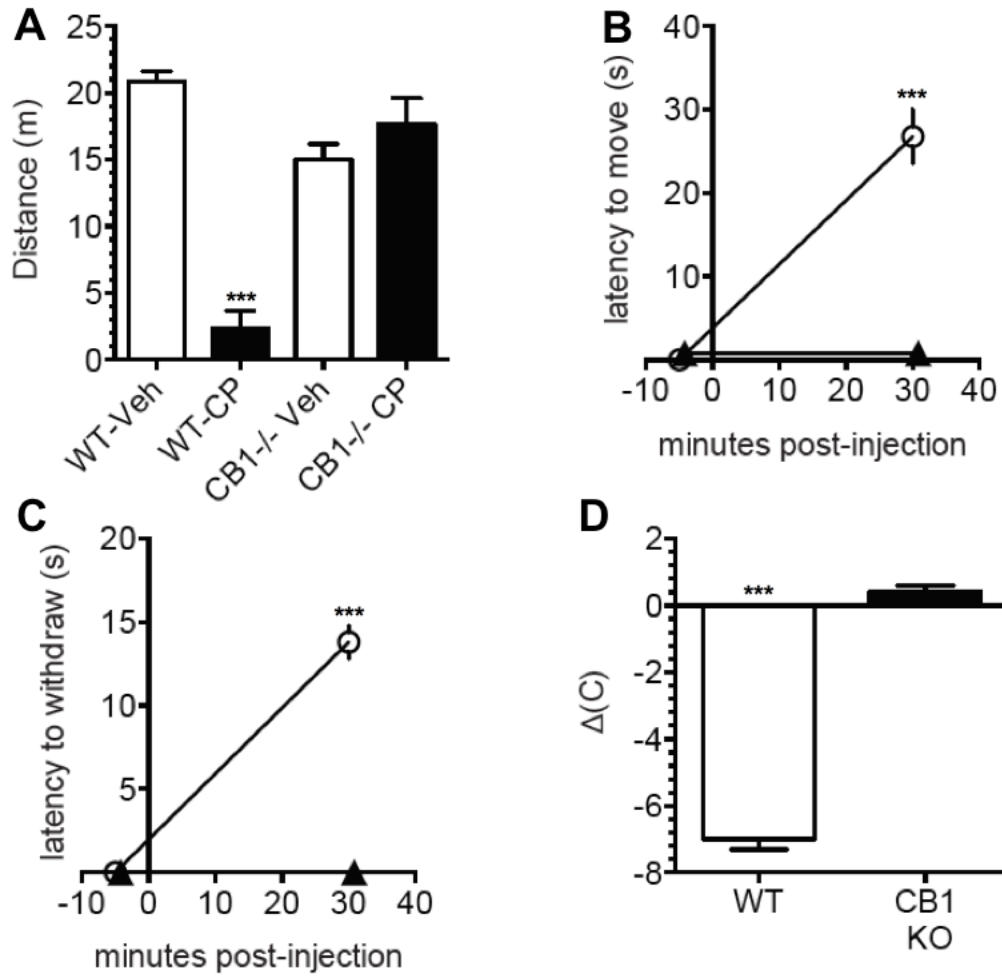 A
Distance (m)
25
20
15
10
5
0
***
WT-Veh
WT-CP
CB1-/- Veh
CB1-/- CP
B
latency to move (s)
40
30
20
10
***
-10 0 10 20 30 40
minutes post-injection
C
latency to withdraw (s)
20
15
10
5
***
-10 0 10 20 30 40
minutes post-injection
D
Δ(C)
2
0
-2
-4
-6
-8
***
WT
CB1
KO